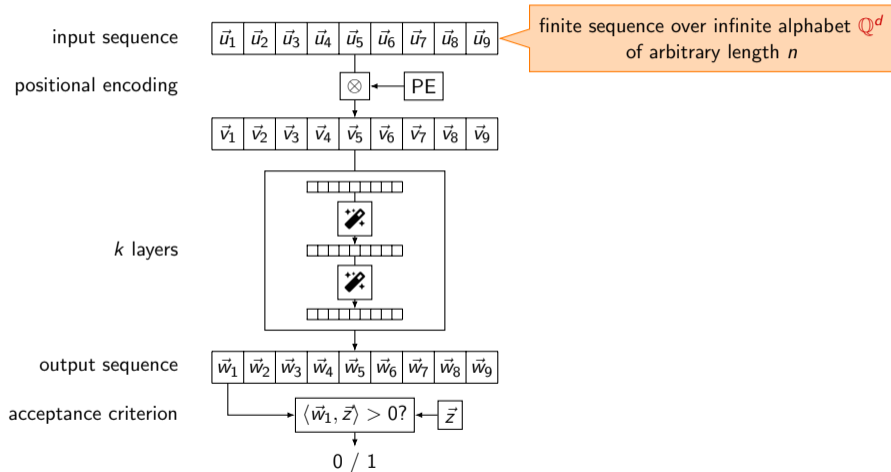 input sequence
u⃗₁ u⃗₂ u⃗₃ u⃗₄ u⃗₅ u⃗₆ u⃗₇ u⃗₈ u⃗₉
finite sequence over infinite alphabet ℚᵈ
of arbitrary length n
positional encoding
⊗ PE
v⃗₁ v⃗₂ v⃗₃ v⃗₄ v⃗₅ v⃗₆ v⃗₇ v⃗₈ v⃗₉
k layers
output sequence
w⃗₁ w⃗₂ w⃗₃ w⃗₄ w⃗₅ w⃗₆ w⃗₇ w⃗₈ w⃗₉
acceptance criterion
⟨w⃗₁, z⃗⟩ > 0? z⃗
0 / 1